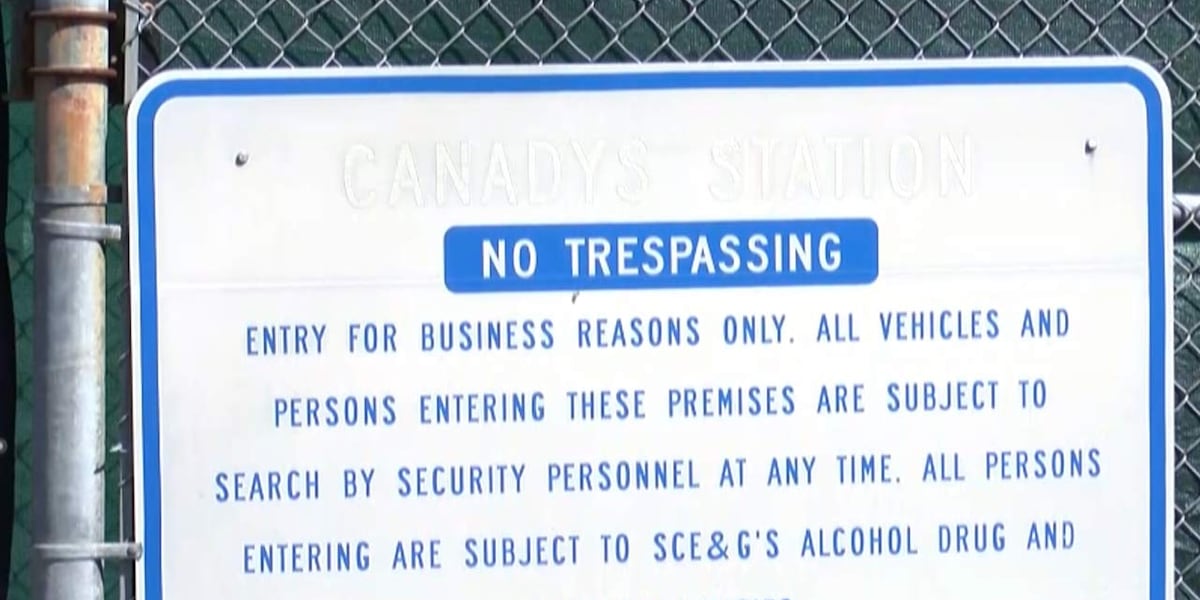 CANADYS STATION
NO TRESPASSING
ENTRY FOR BUSINESS REASONS ONLY. ALL VEHICLES AND
PERSONS ENTERING THESE PREMISES ARE SUBJECT TO
SEARCH BY SECURITY PERSONNEL AT ANY TIME. ALL PERSONS
ENTERING ARE SUBJECT TO SCE&G'S ALCOHOL DRUG AND